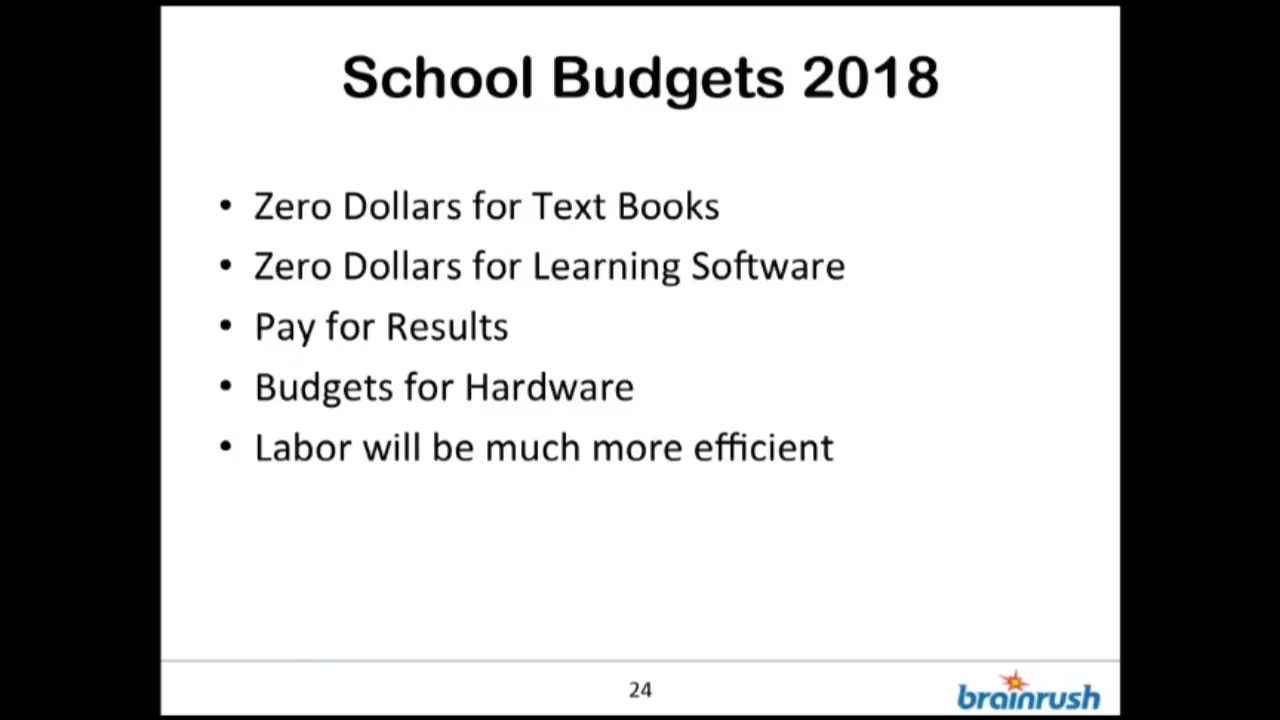 School Budgets 2018
• Zero Dollars for Text Books
• Zero Dollars for Learning Software
• Pay for Results
• Budgets for Hardware
• Labor will be much more efficient
24
brainrush